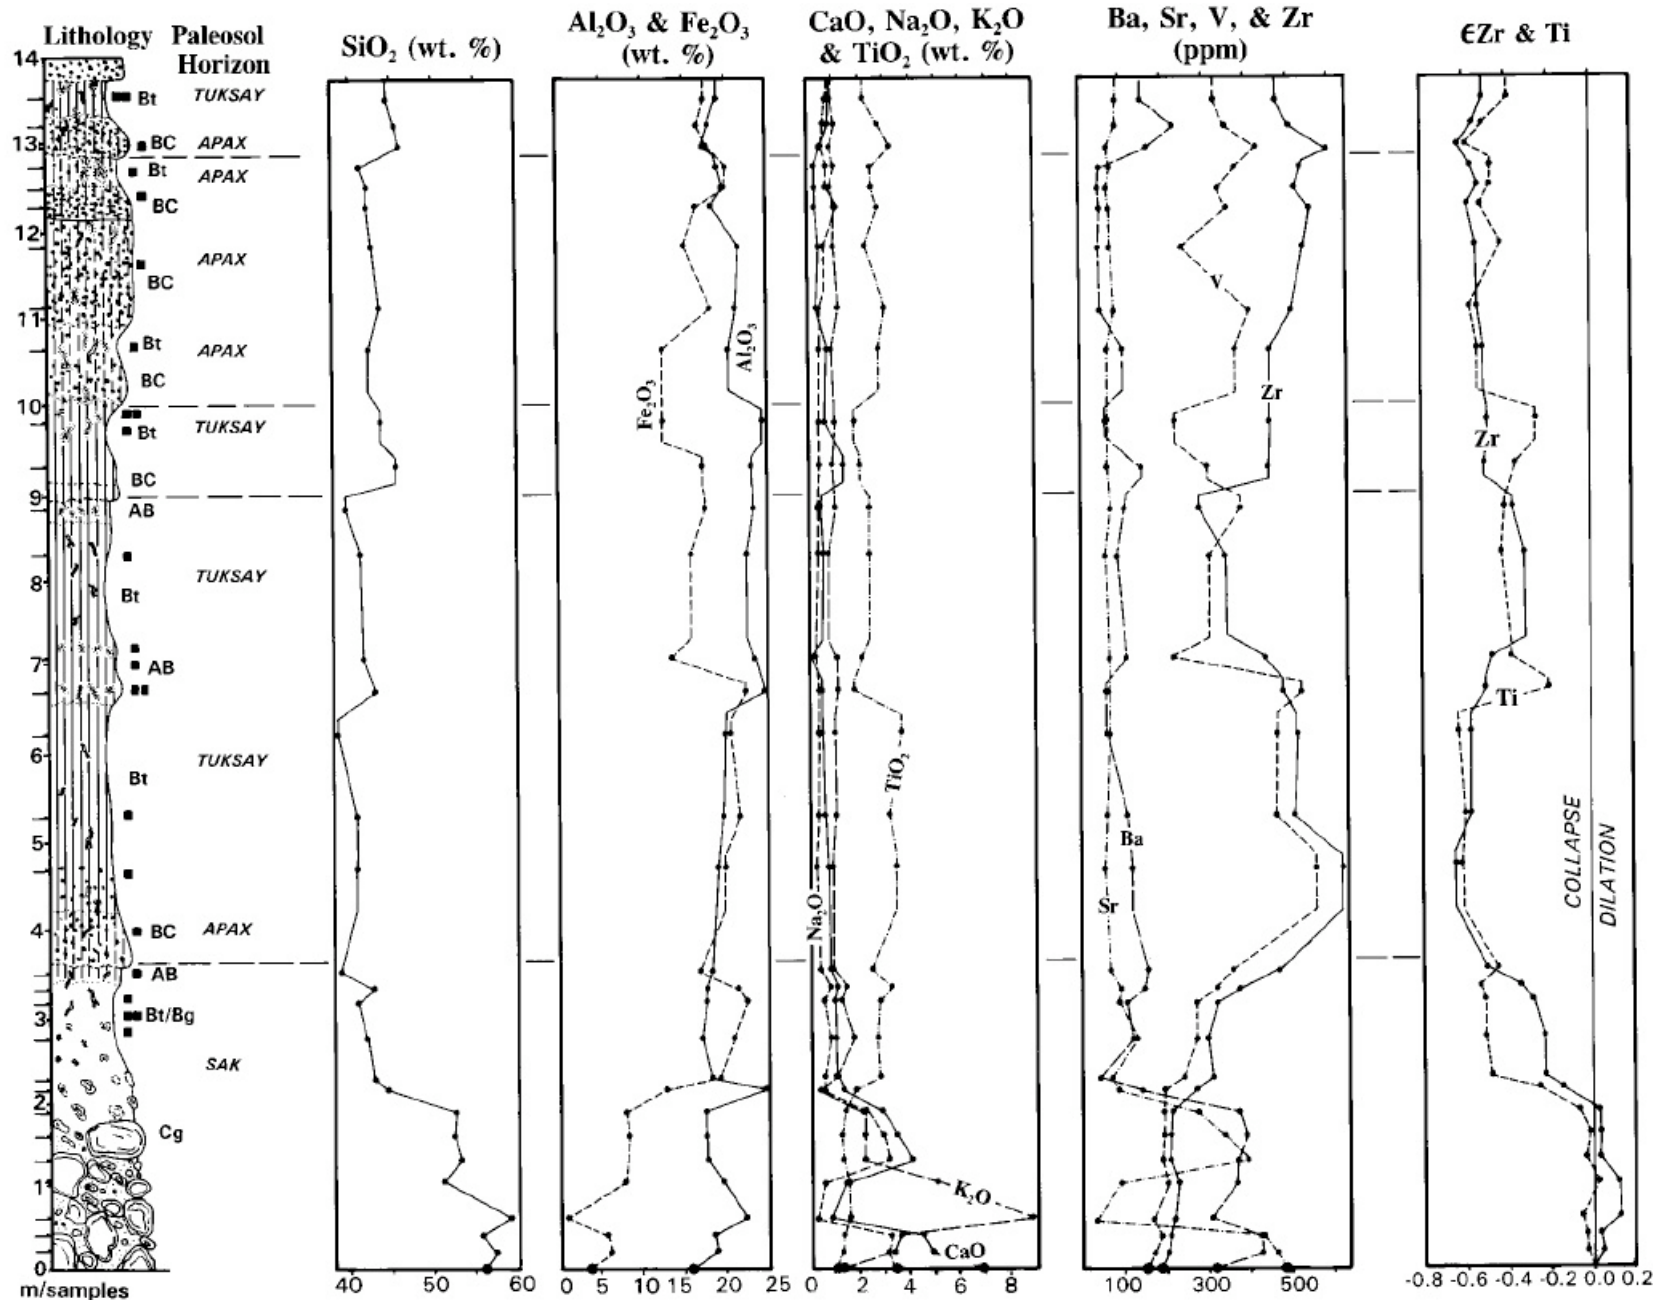 Lithology
Paleosol
Horizon
SiO₂ (wt. %)
Al₂O₃ & Fe₂O₃
(wt. %)
CaO, Na₂O, K₂O
& TiO₂ (wt. %)
Ba, Sr, V, & Zr
(ppm)
ЄZr & Ti
14
Bt
TUKSAY
13
BC
APAX
Bt
APAX
BC
12
APAX
BC
V
11
Bt
APAX
Al₂O₃
BC
Fe₂O₃
Zr
10
Bt
TUKSAY
Zr
BC
9
AB
8
TUKSAY
Bt
7
AB
Ti
6
TUKSAY
Bt
TiO₂
5
Ba
COLLAPSE
DILATION
Sr
Na₂O
4
BC
APAX
AB
3
Bt/Bg
SAK
2
Cg
1
K₂O
CaO
0
m/samples
40 50 60
0 5 10 15 20 25
0 2 4 6 8
100 300 500
-0.8 -0.6 -0.4 -0.2 0.0 0.2